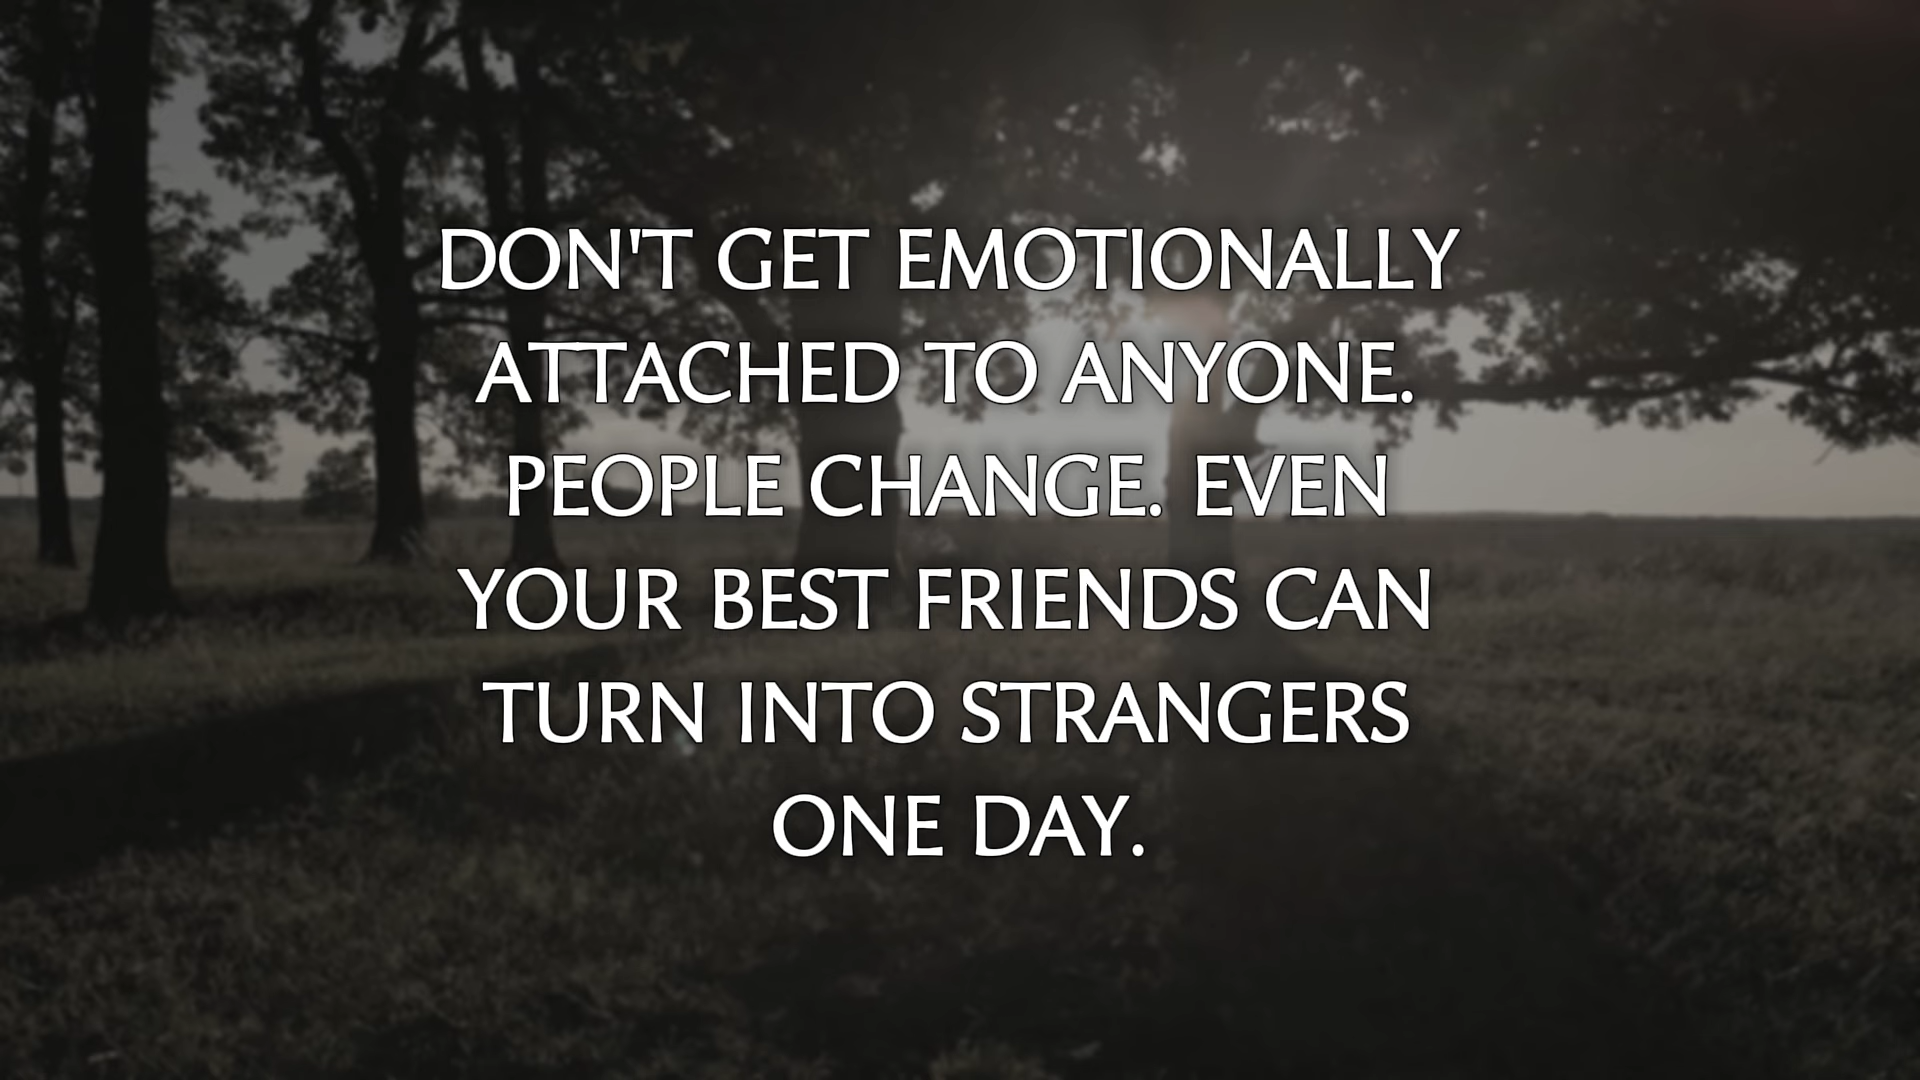 DON'T GET EMOTIONALLY
ATTACHED TO ANYONE.
PEOPLE CHANGE. EVEN
YOUR BEST FRIENDS CAN
TURN INTO STRANGERS
ONE DAY.